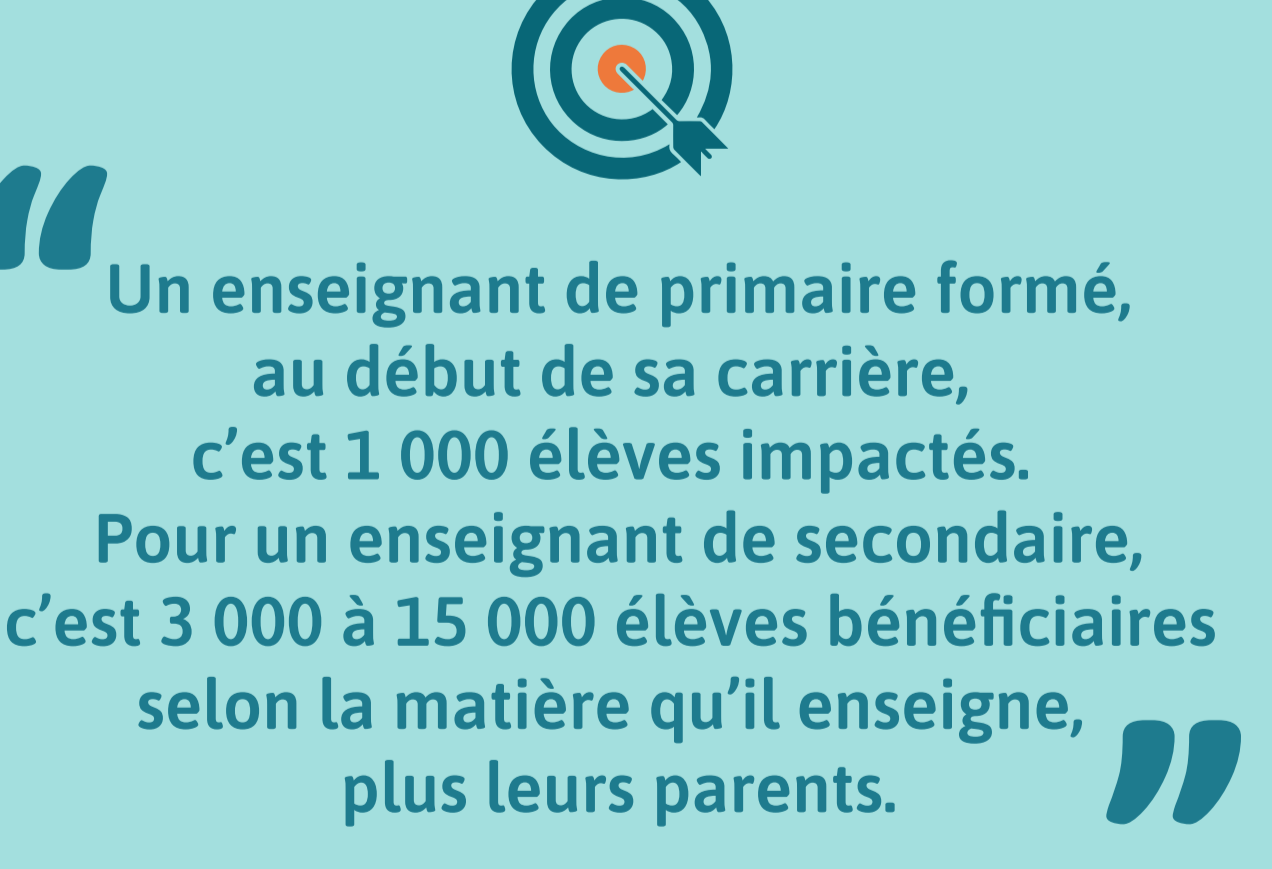 “
Un enseignant de primaire formé,
au début de sa carrière,
c’est 1 000 élèves impactés.
Pour un enseignant de secondaire,
c’est 3 000 à 15 000 élèves bénéficiaires
selon la matière qu’il enseigne,
plus leurs parents.
”